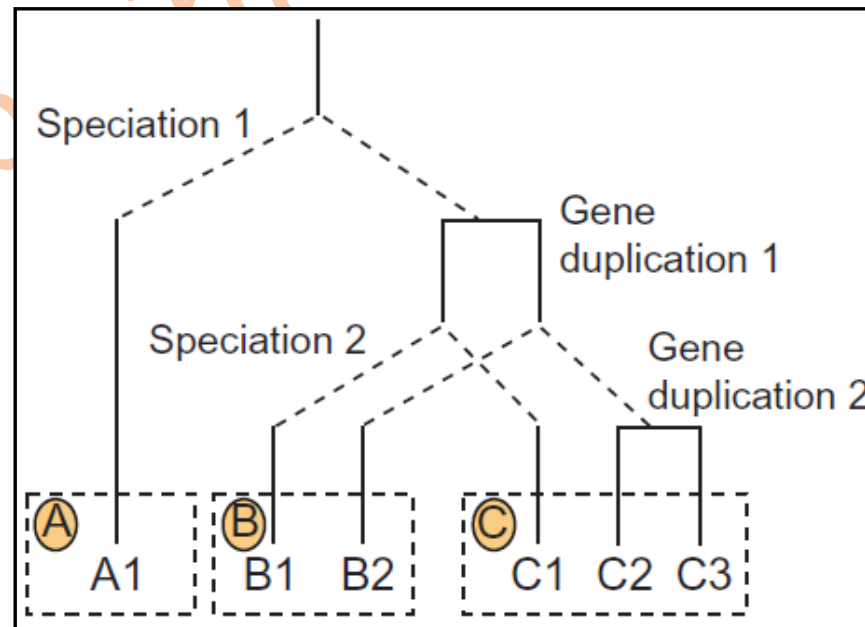 Speciation 1
Gene
duplication 1
Speciation 2
Gene
duplication 2
A
B
C
A1
B1 B2
C1 C2 C3